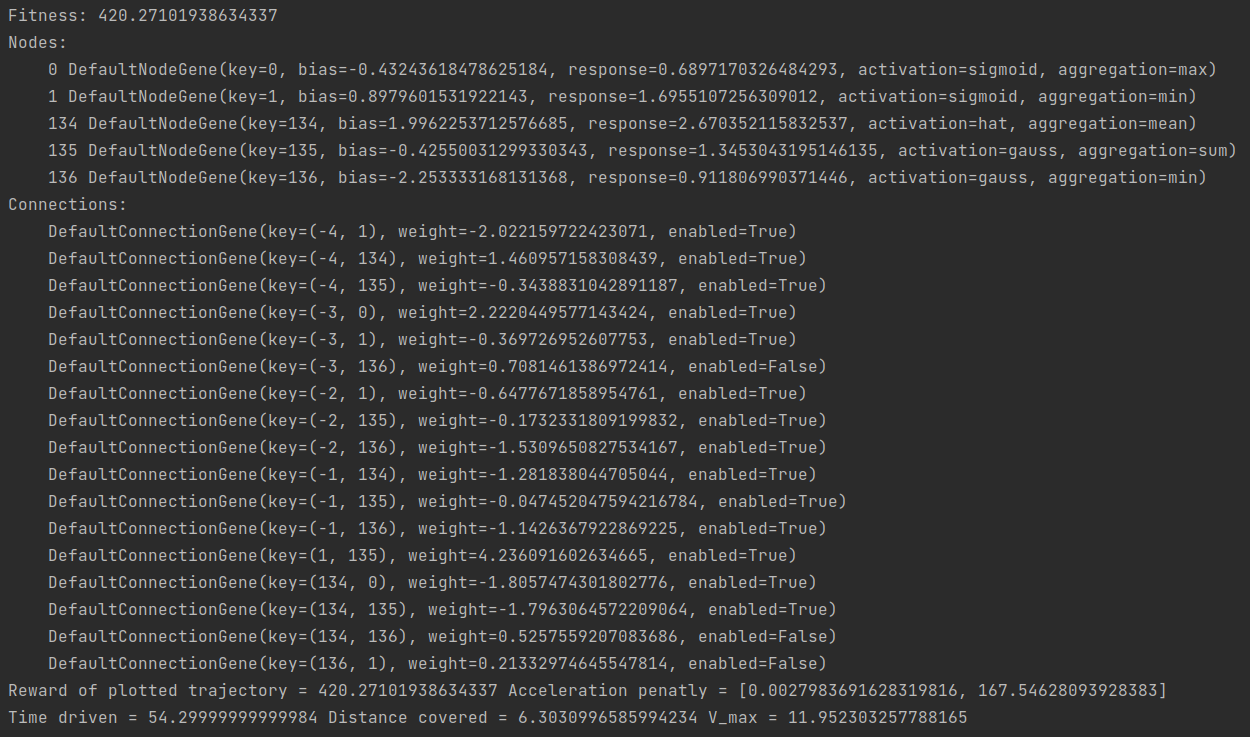 Fitness: 420.27101938634337
Nodes:
0 DefaultNodeGene(key=0, bias=-0.43243618478625184, response=0.6897170326484293, activation=sigmoid, aggregation=max)
1 DefaultNodeGene(key=1, bias=0.8979601531922143, response=1.6955107256309012, activation=sigmoid, aggregation=min)
134 DefaultNodeGene(key=134, bias=1.9962253712576685, response=2.670352115832537, activation=hat, aggregation=mean)
135 DefaultNodeGene(key=135, bias=-0.42550031299330343, response=1.3453043195146135, activation=gauss, aggregation=sum)
136 DefaultNodeGene(key=136, bias=-2.253333168131368, response=0.911806990371446, activation=gauss, aggregation=min)
Connections:
DefaultConnectionGene(key=(-4, 1), weight=-2.022159722423071, enabled=True)
DefaultConnectionGene(key=(-4, 134), weight=1.460957158308439, enabled=True)
DefaultConnectionGene(key=(-4, 135), weight=-0.3438831042891187, enabled=True)
DefaultConnectionGene(key=(-3, 0), weight=2.2220449577143424, enabled=True)
DefaultConnectionGene(key=(-3, 1), weight=-0.369726952607753, enabled=True)
DefaultConnectionGene(key=(-3, 136), weight=0.7081461386972414, enabled=False)
DefaultConnectionGene(key=(-2, 1), weight=-0.6477671858954761, enabled=True)
DefaultConnectionGene(key=(-2, 135), weight=-0.1732331809199832, enabled=True)
DefaultConnectionGene(key=(-2, 136), weight=-1.5309650827534167, enabled=True)
DefaultConnectionGene(key=(-1, 134), weight=-1.281838044705044, enabled=True)
DefaultConnectionGene(key=(-1, 135), weight=-0.047452047594216784, enabled=True)
DefaultConnectionGene(key=(-1, 136), weight=-1.1426367922869225, enabled=True)
DefaultConnectionGene(key=(1, 135), weight=4.236091602634665, enabled=True)
DefaultConnectionGene(key=(134, 0), weight=-1.8057474301802776, enabled=True)
DefaultConnectionGene(key=(134, 135), weight=-1.7963064572209064, enabled=True)
DefaultConnectionGene(key=(134, 136), weight=0.5257559207083686, enabled=False)
DefaultConnectionGene(key=(136, 1), weight=0.21332974645547814, enabled=False)
Reward of plotted trajectory = 420.27101938634337 Acceleration penatly = [0.0027983691628319816, 167.54628093928383]
Time driven = 54.29999999999984 Distance covered = 6.3030996585994234 V_max = 11.952303257788165